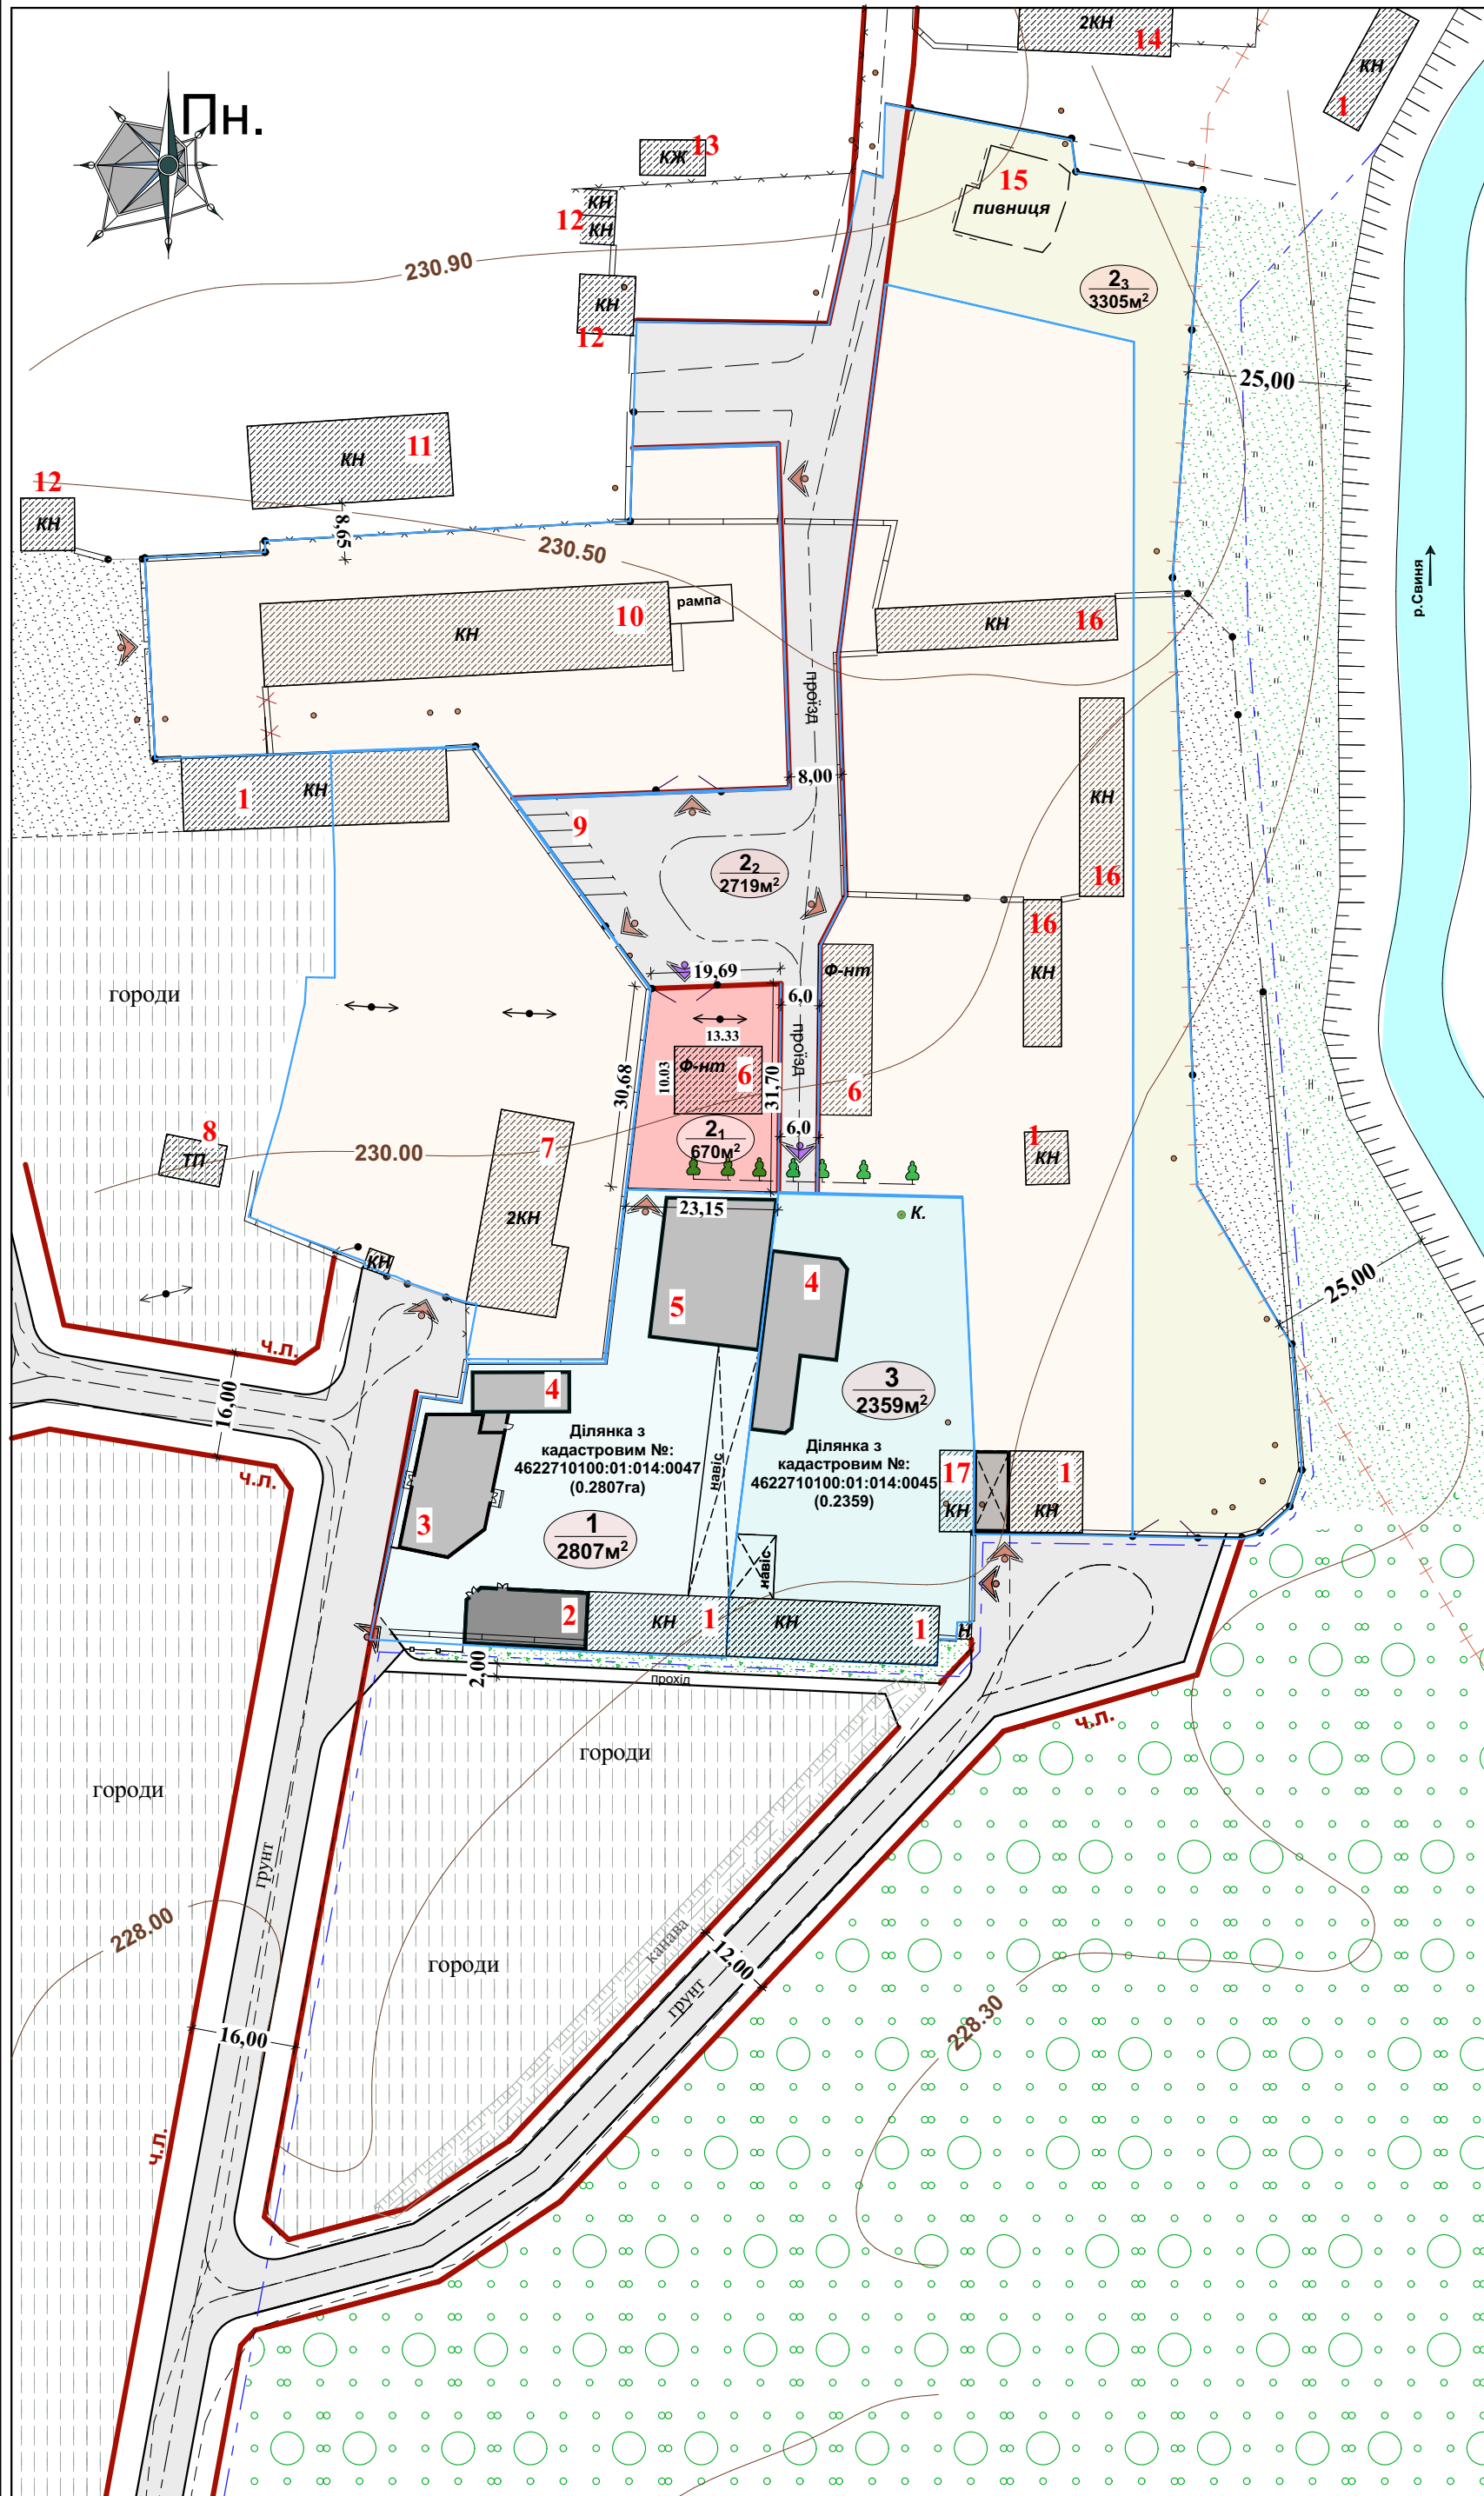 Пн.
2КН
14
КН
1
КЖ
13
КН
12
КН
15
пивниця
230.90
2₃
3305м²
КН
12
25,00
11
КН
12
КН
8,65
230.50
р.Свиня
рампа
10
КН
КН
16
проїзд
8,00
КН
1
КН
16
9
2₂
2719м²
16
КН
Ф-нт
19,69
6,0
городи
13.33
проїзд
10.03
Ф-нт
6
31,70
30,68
6
6,0
2₁
670м²
8
ТП
230.00
7
1
КН
2КН
23,15
К.
КН
4
5
25,00
ч.л.
16,00
4
3
2359м²
Ділянка з
кадастровим №:
4622710100:01:014:0047
(0.2807га)
навіс
Ділянка з
кадастровим №:
4622710100:01:014:0045
(0.2359)
ч.л.
17
КН
1
КН
3
1
2807м²
навіс
2
КН
1
КН
1
Н
2,00
прохід
ч.л.
городи
городи
грунт
228.00
канава
12,00
городи
грунт
228.30
16,00
ч.л.